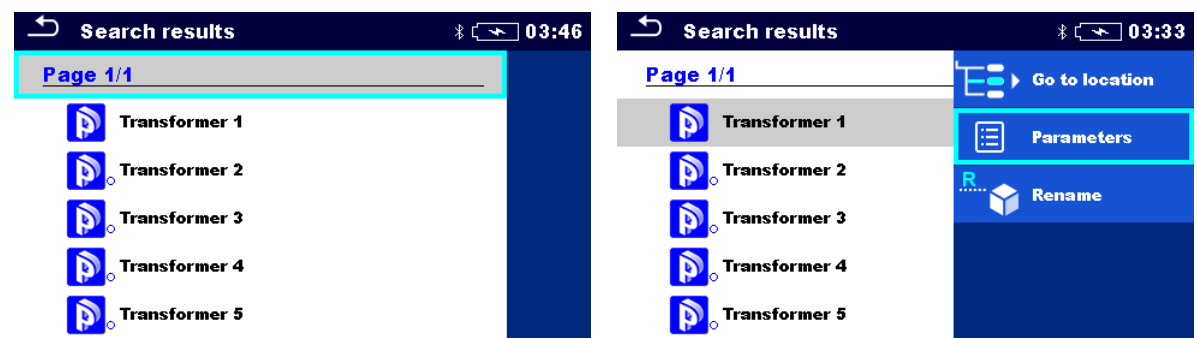 Search results 03:46
Page 1/1
Transformer 1
Transformer 2
Transformer 3
Transformer 4
Transformer 5
Search results 03:33
Page 1/1
Transformer 1
Transformer 2
Transformer 3
Transformer 4
Transformer 5
Go to location
Parameters
R
Rename